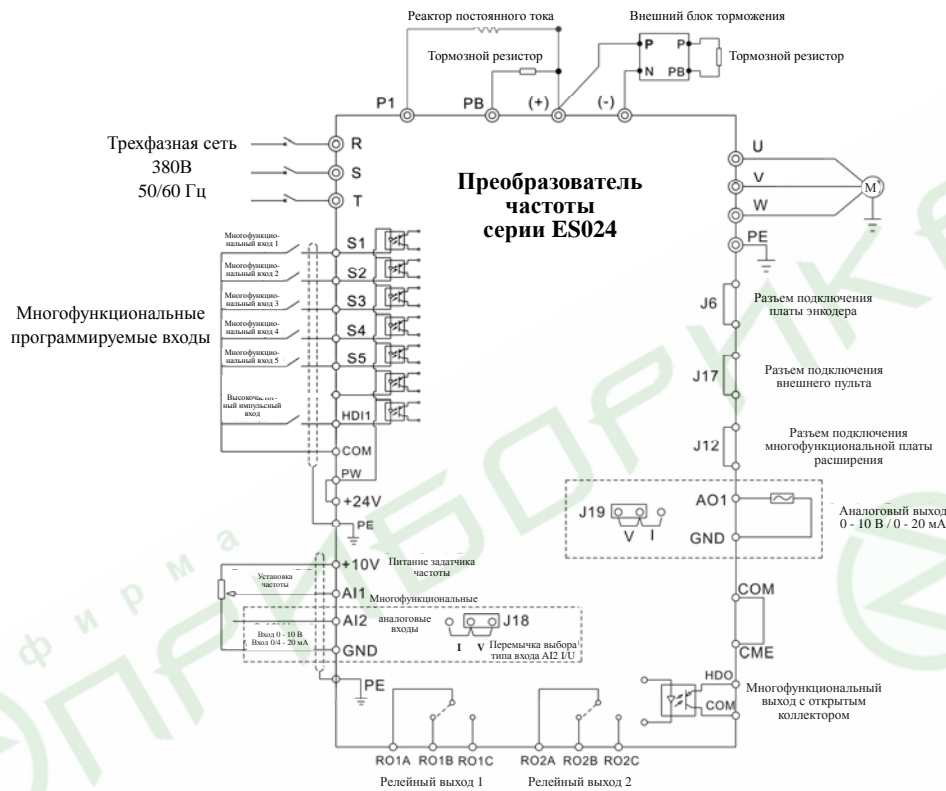 Реактор постоянного тока
Внешний блок торможения
Тормозной резистор
P
P
N
PB
Тормозной резистор
P1
PB
(+)
(-)
Трехфазная сеть
380В
50/60 Гц
R
S
T
Преобразователь
частоты
серии ES024
U
V
W
M
PE
Многофункциональные
программируемые входы
Многофункцио-
нальный вход 1
S1
Многофункцио-
нальный вход 2
S2
Многофункцио-
нальный вход 3
S3
Многофункцио-
нальный вход 4
S4
Многофункцио-
нальный вход 5
S5
ный импульсный
вход
HDI1
COM
PW
+24V
PE
J6
Разъем подключения
платы энкодера
J17
Разъем подключения
внешнего пульта
J12
Разъем подключения
многофункциональной платы
расширения
J19
V I
AO1
GND
Аналоговый выход
0 - 10 В / 0 - 20 мА
+10V
Питание задатчика
частоты
Установка
частоты
AI1
Многофункциональные
аналоговые
входы
AI2
J18
I V
Перемычка выбора
типа входа AI2 I/U
Вход 0 - 10 В
Вход 0/4 - 20 мА
GND
PE
COM
CME
HDO
COM
Многофункциональный
выход с открытым
коллектором
RO1A RO1B RO1C
RO2A RO2B RO2C
Релейный выход 1
Релейный выход 2
фирма
ПРИБОРИКА